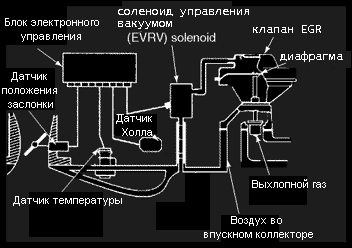 соленоид управления
вакуумом
(EVRV) solenoid
Блок электронного
управления
клапан EGR
диафрагма
Датчик
положения
заслонки
Датчик
Холла
Датчик температуры
Выхлопной газ
Воздух во
впускном коллекторе